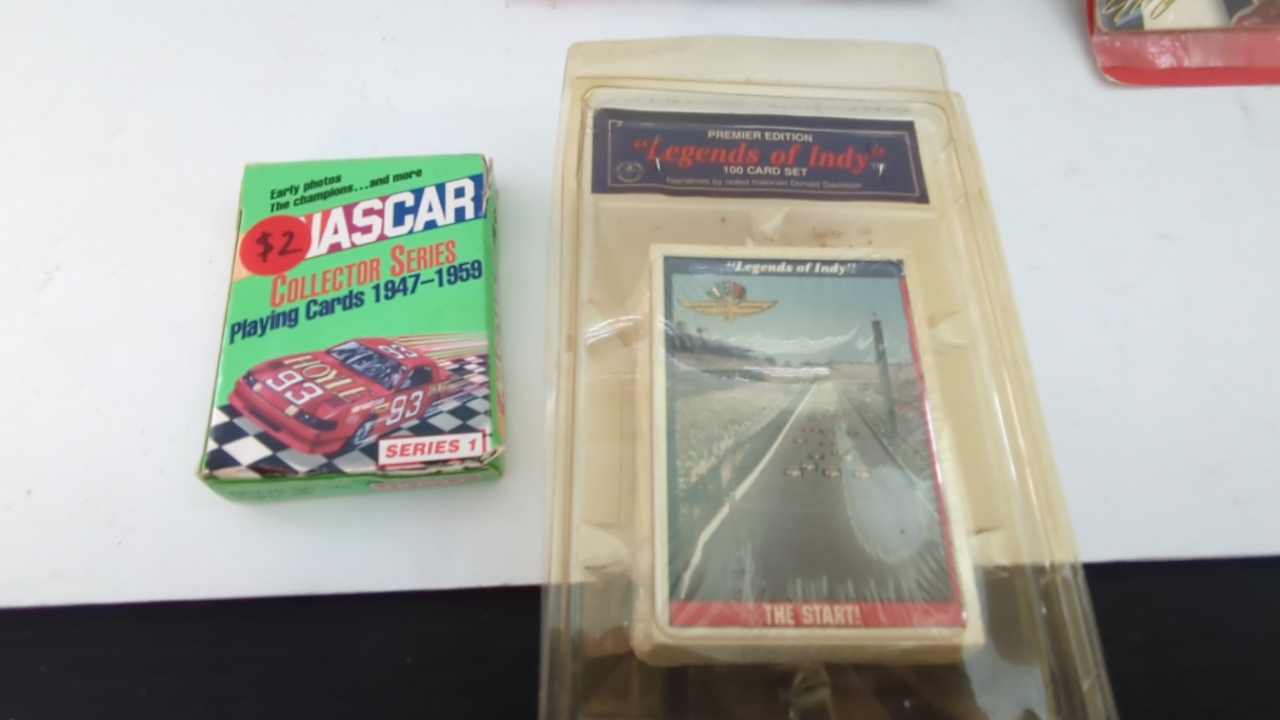 Early photos
The champions...and more
NASCAR
$2
COLLECTOR SERIES
Playing Cards 1947-1959
93
93
SERIES 1
PREMIER EDITION
"Legends of Indy"
100 CARD SET
Narratives by noted historian Donald Davidson
"Legends of Indy"
THE START!